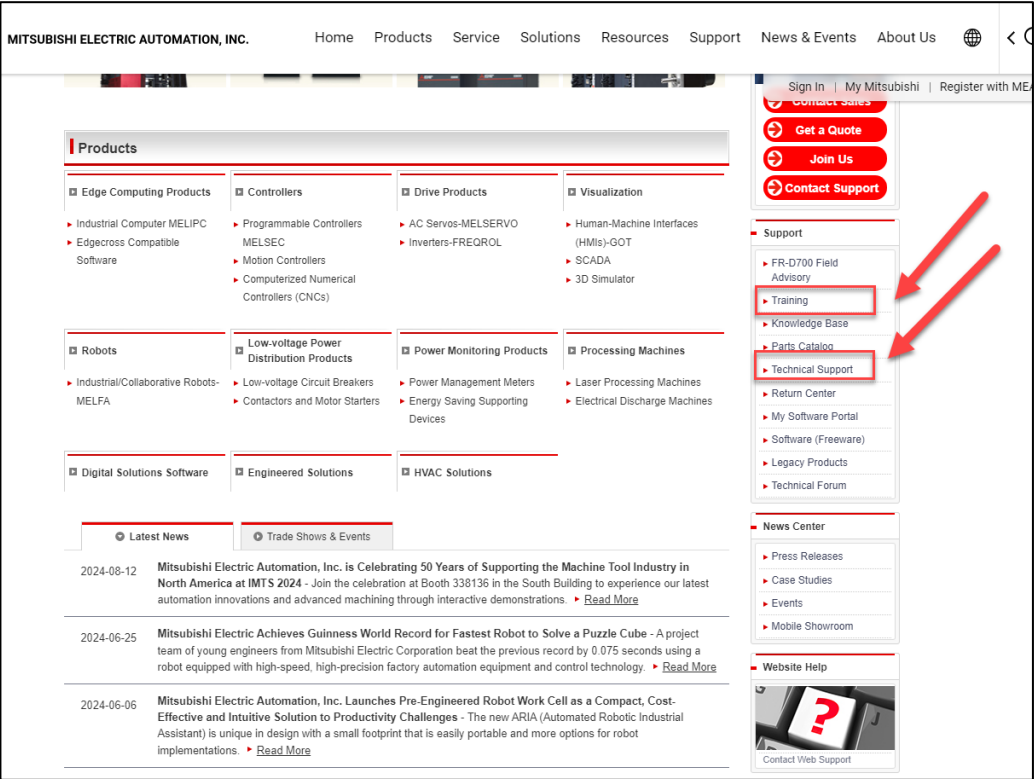 MITSUBISHI ELECTRIC AUTOMATION, INC.
Home Products Service Solutions Resources Support News & Events About Us
Sign In | My Mitsubishi | Register with MEA
Contact Sales
Get a Quote
Join Us
Contact Support
Products
Edge Computing Products
Industrial Computer MELIPC
Edgecross Compatible
Software
Controllers
Programmable Controllers
MELSEC
Motion Controllers
Computerized Numerical
Controllers (CNCs)
Drive Products
AC Servos-MELSERVO
Inverters-FREQROL
Visualization
Human-Machine Interfaces
(HMIs)-GOT
SCADA
3D Simulator
Robots
Industrial/Collaborative Robots-
MELFA
Low-voltage Power
Distribution Products
Low-voltage Circuit Breakers
Contactors and Motor Starters
Power Monitoring Products
Power Management Meters
Energy Saving Supporting
Devices
Processing Machines
Laser Processing Machines
Electrical Discharge Machines
Digital Solutions Software
Engineered Solutions
HVAC Solutions
Latest News
Trade Shows & Events
2024-08-12 Mitsubishi Electric Automation, Inc. is Celebrating 50 Years of Supporting the Machine Tool Industry in
North America at IMTS 2024 - Join the celebration at Booth 338136 in the South Building to experience our latest
automation innovations and advanced machining through interactive demonstrations. Read More
2024-06-25 Mitsubishi Electric Achieves Guinness World Record for Fastest Robot to Solve a Puzzle Cube - A project
team of young engineers from Mitsubishi Electric Corporation beat the previous record by 0.075 seconds using a
robot equipped with high-speed, high-precision factory automation equipment and control technology. Read More
2024-06-06 Mitsubishi Electric Automation, Inc. Launches Pre-Engineered Robot Work Cell as a Compact, Cost-
Effective and Intuitive Solution to Productivity Challenges - The new ARIA (Automated Robotic Industrial
Assistant) is unique in design with a small footprint that is easily portable and more options for robot
implementations. Read More
Support
FR-D700 Field
Advisory
Training
Knowledge Base
Parts Catalog
Technical Support
Return Center
My Software Portal
Software (Freeware)
Legacy Products
Technical Forum
News Center
Press Releases
Case Studies
Events
Mobile Showroom
Website Help
?
Contact Web Support